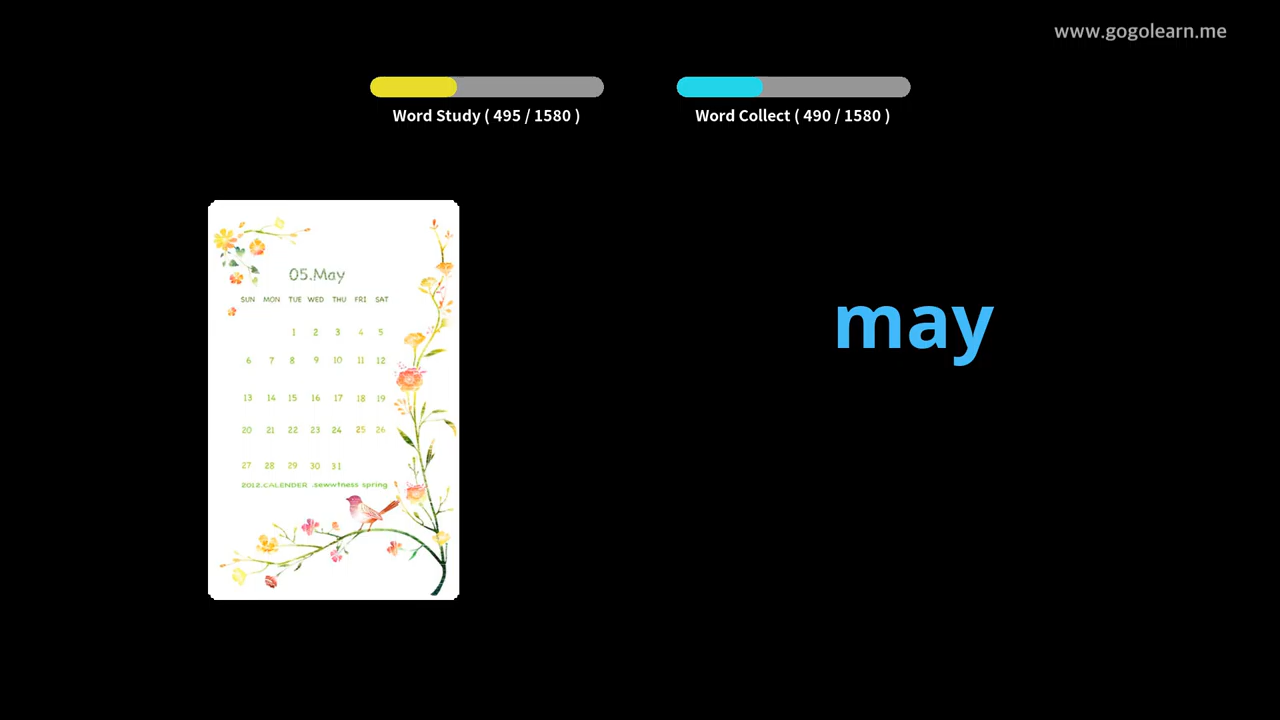 www.gogolearn.me
Word Study ( 495 / 1580 )
Word Collect ( 490 / 1580 )
05.May
SUN MON TUE WED THU FRI SAT
1 2 3 4 5
6 7 8 9 10 11 12
13 14 15 16 17 18 19
20 21 22 23 24 25 26
27 28 29 30 31
2012.CALENDER .sewwtness spring
may